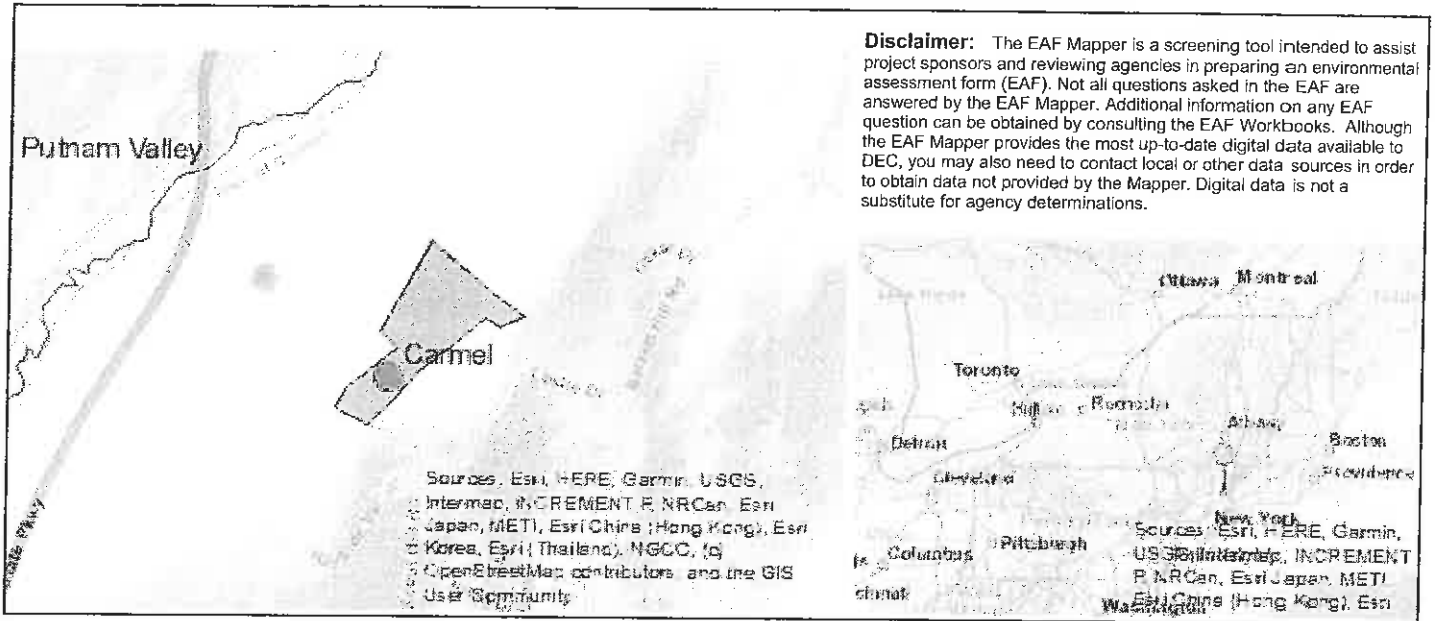 Disclaimer: The EAF Mapper is a screening tool intended to assist
project sponsors and reviewing agencies in preparing an environmental
assessment form (EAF). Not all questions asked in the EAF are
answered by the EAF Mapper. Additional information on any EAF
question can be obtained by consulting the EAF Workbooks. Although
the EAF Mapper provides the most up-to-date digital data available to
DEC, you may also need to contact local or other data sources in order
to obtain data not provided by the Mapper. Digital data is not a
substitute for agency determinations.
Putnam Valley
Carmel
Sources, Esri, HERE, Garmin, USGS,
Intermap, INCREMENT P, NRCan, Esri
Japan, METI, Esri China (Hong Kong), Esri
Korea, Esri (Thailand), NGCC, (c)
OpenStreetMap contributors, and the GIS
User Community
Ottawa Montreal
Toronto
Detroit
Albany
Boston
Providence
Cleveland
New York
Sources, Esri, HERE, Garmin,
INCREMENT
Columbus
Pittsburgh
P, NRCan, Esri Japan, METI
Washington
Esri China (Hong Kong), Esri